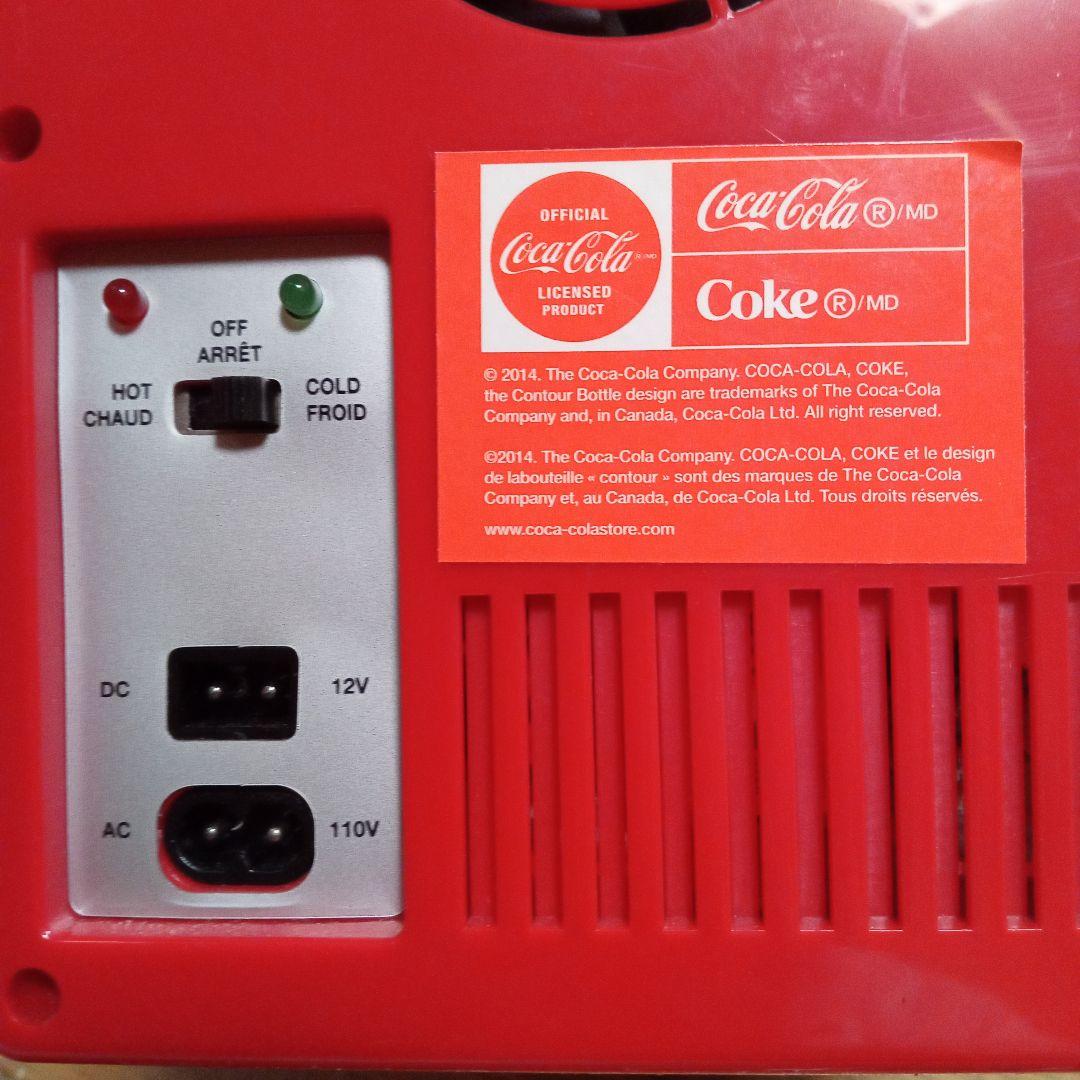 OFF
ARRÊT
HOT
CHAUD
COLD
FROID
DC
12V
AC
110V
OFFICIAL
Coca-Cola ®/MD
LICENSED
PRODUCT
Coca-Cola ®/MD
Coke ®/MD
© 2014. The Coca-Cola Company. COCA-COLA, COKE,
the Contour Bottle design are trademarks of The Coca-Cola
Company and, in Canada, Coca-Cola Ltd. All right reserved.
©2014. The Coca-Cola Company. COCA-COLA, COKE et le design
de labouteille « contour » sont des marques de The Coca-Cola
Company et, au Canada, de Coca-Cola Ltd. Tous droits réservés.
www.coca-colastore.com